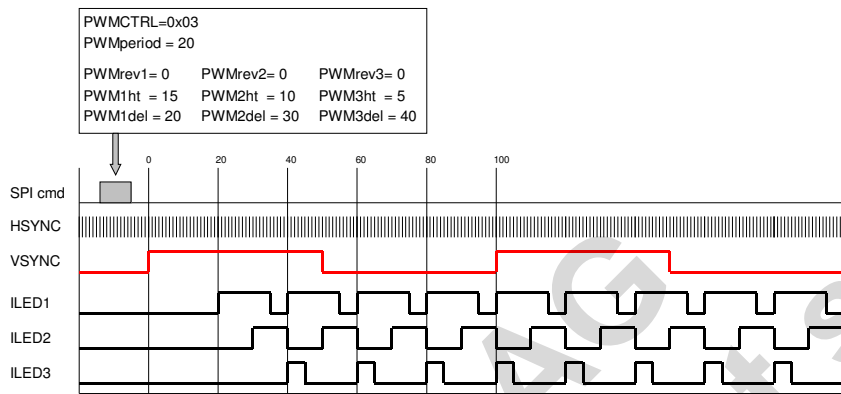 PWMCTRL=0x03
PWMperiod = 20
PWMrev1= 0 PWMrev2= 0 PWMrev3= 0
PWM1ht = 15 PWM2ht = 10 PWM3ht = 5
PWM1del = 20 PWM2del = 30 PWM3del = 40
0 20 40 60 80 100
SPI cmd
HSYNC
VSYNC
ILED1
ILED2
ILED3
AG